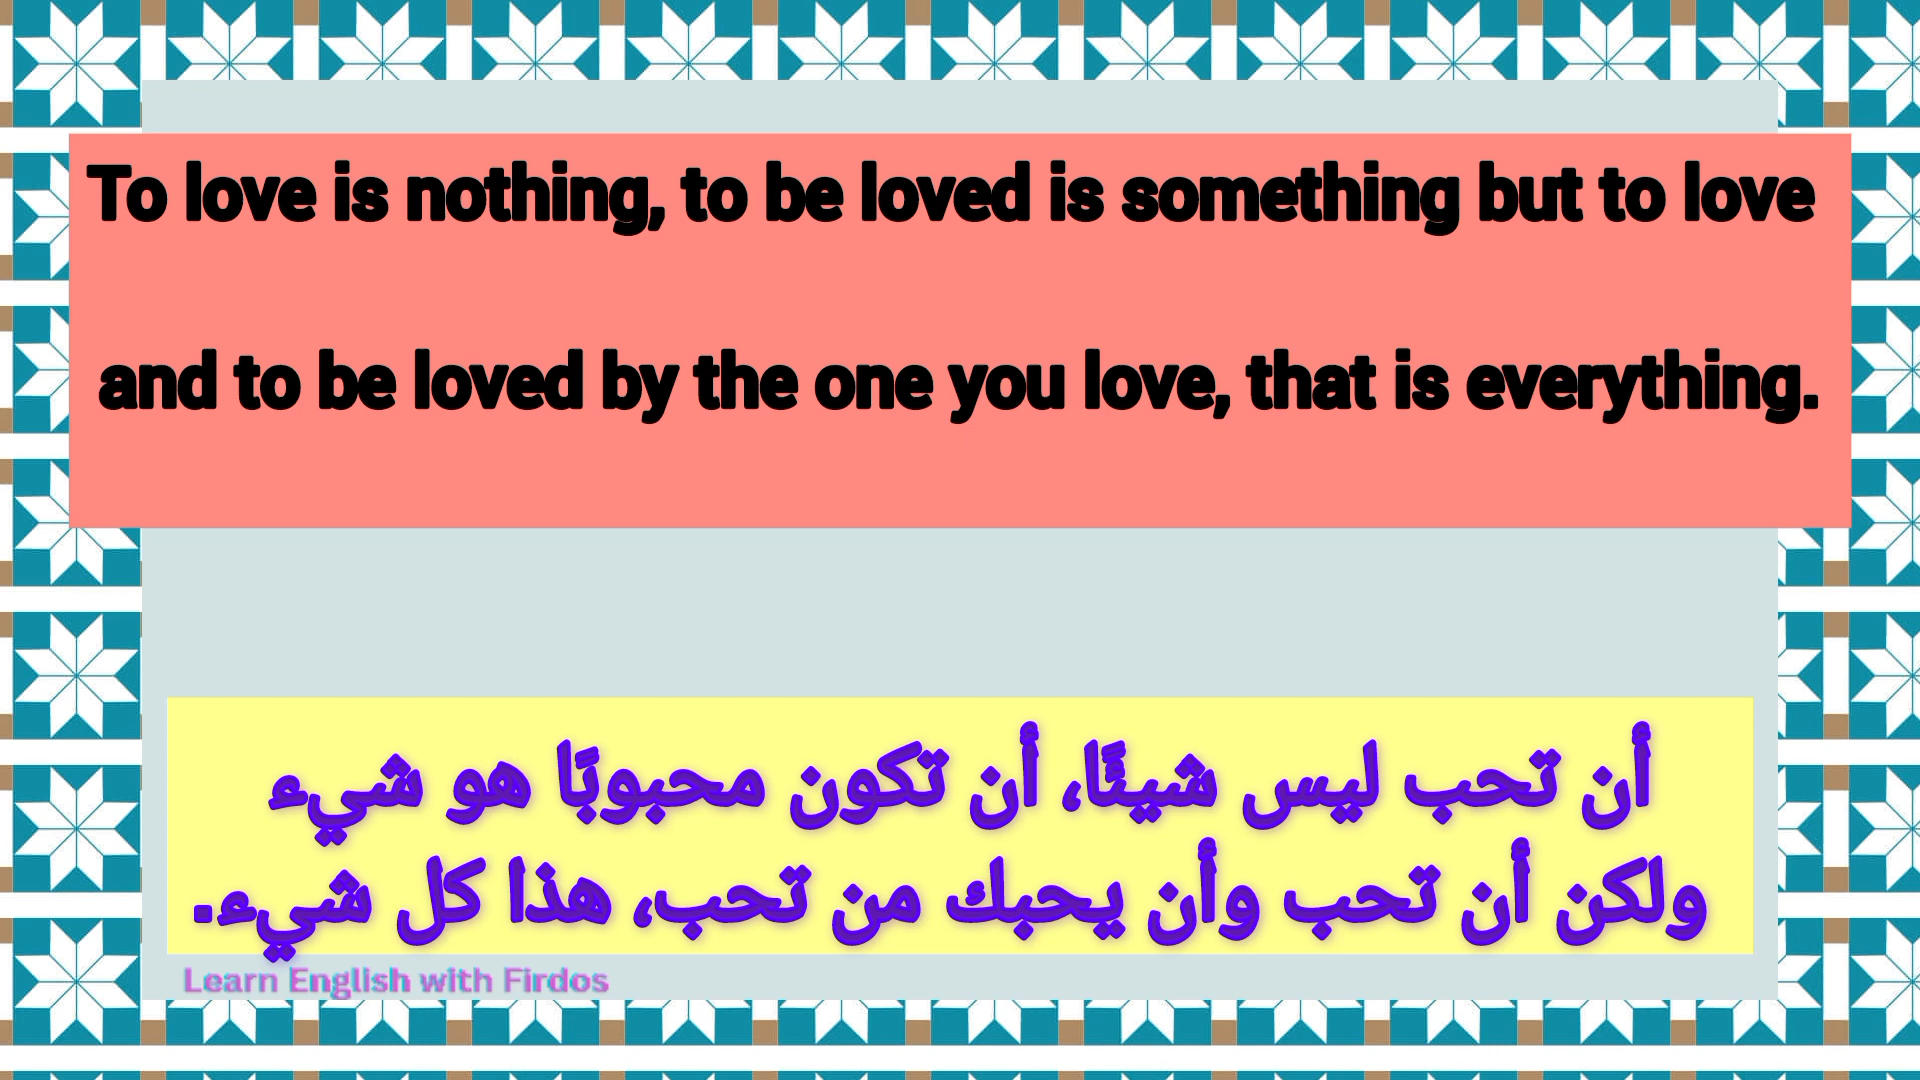 To love is nothing, to be loved is something but to love
and to be loved by the one you love, that is everything.
أن تحب ليس شيئًا، أن تكون محبوبًا هو شيء
ولكن أن تحب وأن يحبك من تحب، هذا كل شيء.
Learn English with Firdos